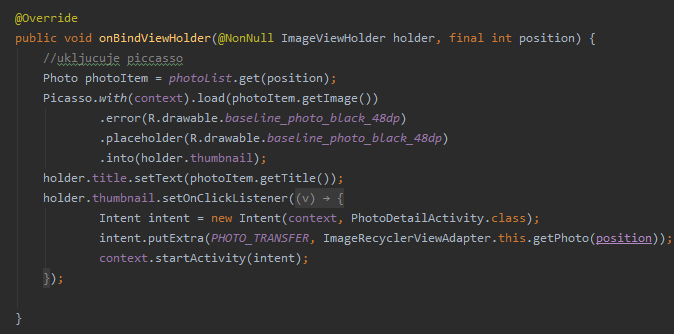 @Override
public void onBindViewHolder(@NonNull ImageViewHolder holder, final int position) {
    //ukljucuje piccasso
    Photo photoItem = photoList.get(position);
    Picasso.with(context).load(photoItem.getImage())
            .error(R.drawable.baseline_photo_black_48dp)
            .placeholder(R.drawable.baseline_photo_black_48dp)
            .into(holder.thumbnail);
    holder.title.setText(photoItem.getTitle());
    holder.thumbnail.setOnClickListener((v) → {
            Intent intent = new Intent(context, PhotoDetailActivity.class);
            intent.putExtra(PHOTO_TRANSFER, ImageRecyclerViewAdapter.this.getPhoto(position));
            context.startActivity(intent);
    });
}